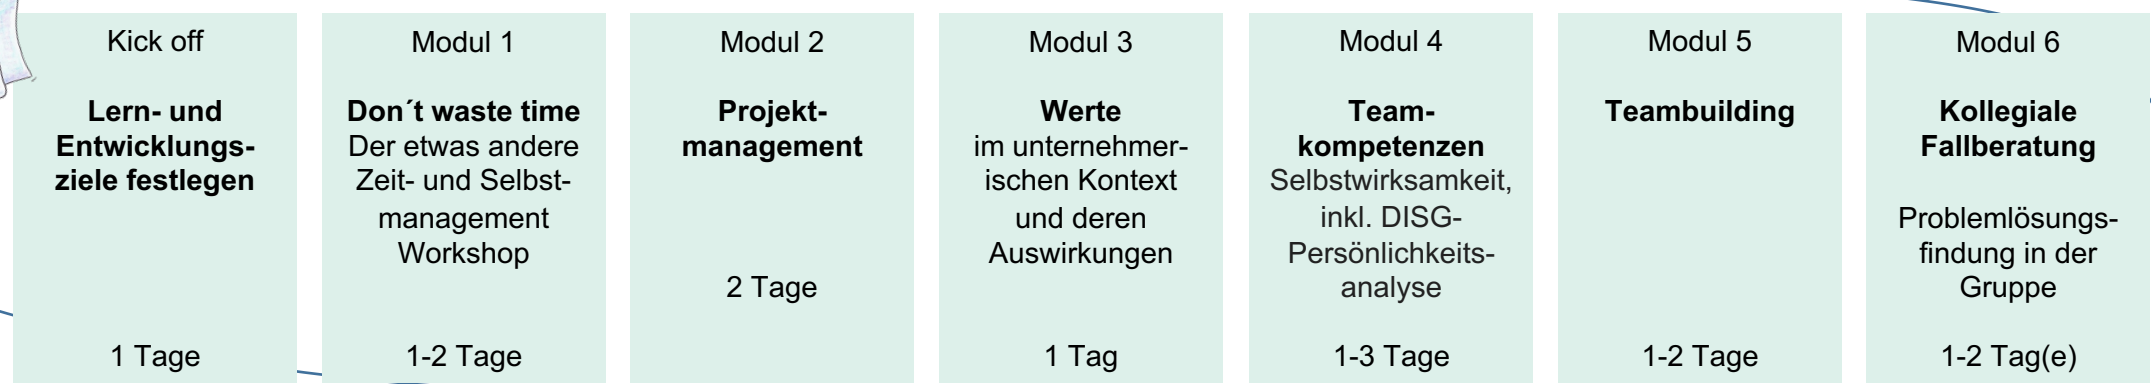 Kick off
Lern- und
Entwicklungs-
ziele festlegen
1 Tage
Modul 1
Don´t waste time
Der etwas andere
Zeit- und Selbst-
management
Workshop
1-2 Tage
Modul 2
Projekt-
management
2 Tage
Modul 3
Werte
im unternehmer-
ischen Kontext
und deren
Auswirkungen
1 Tag
Modul 4
Team-
kompetenzen
Selbstwirksamkeit,
inkl. DISG-
Persönlichkeits-
analyse
1-3 Tage
Modul 5
Teambuilding
1-2 Tage
Modul 6
Kollegiale
Fallberatung
Problemlösungs-
findung in der
Gruppe
1-2 Tag(e)